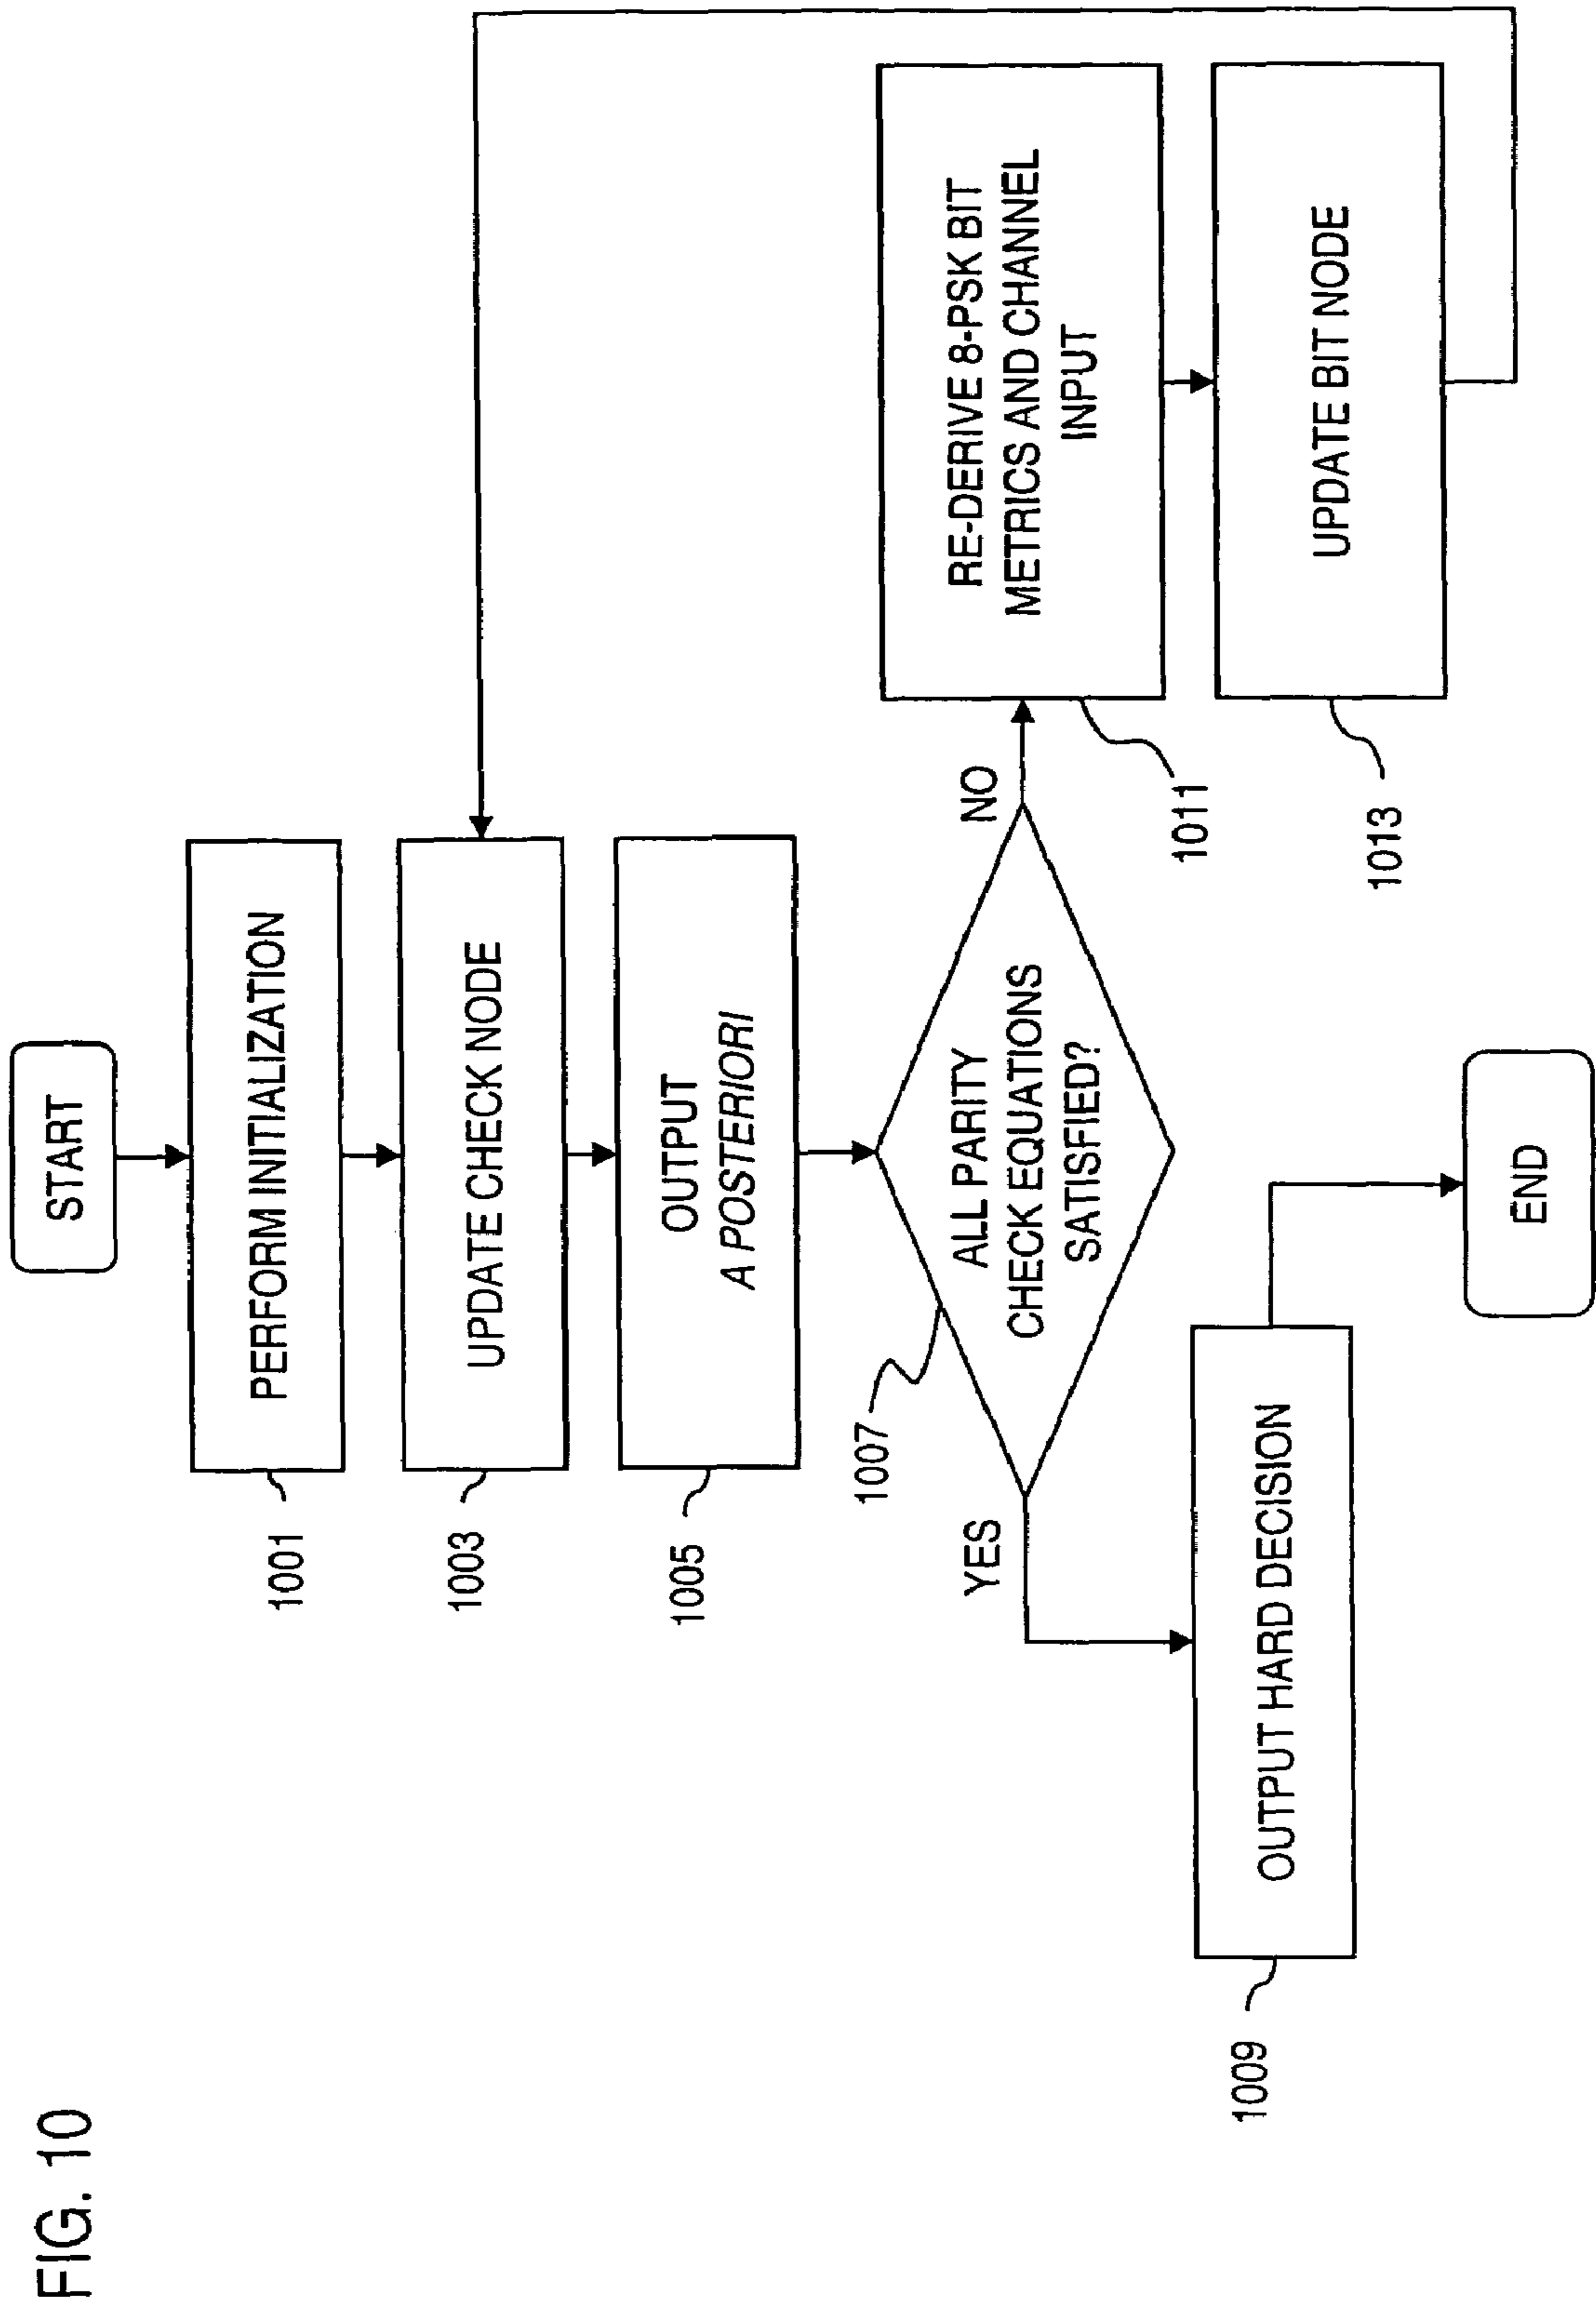 FIG. 10
START
PERFORM INITIALIZATION
1001
UPDATE CHECK NODE
1003
OUTPUT
A POSTERIORI
1005
ALL PARITY
CHECK EQUATIONS
SATISFIED?
1007
YES
NO
OUTPUT HARD DECISION
1009
END
RE-DERIVE 8-PSK BIT
METRICS AND CHANNEL
INPUT
1011
UPDATE BIT NODE
1013